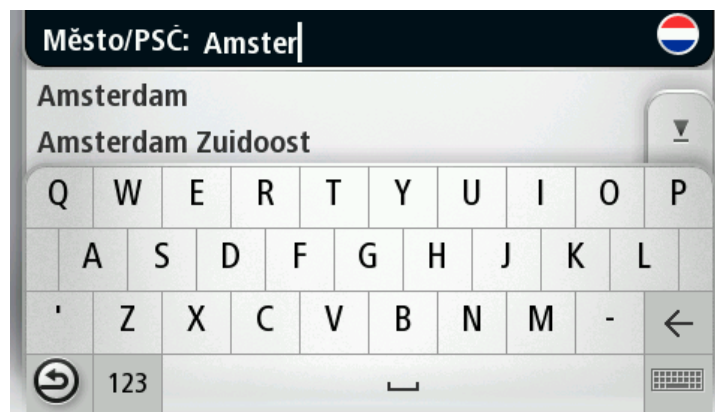 Město/PSČ: Amster
Amsterdam
Amsterdam Zuidoost
Q W E R T Y U I O P
A S D F G H J K L
' Z X C V B N M -
123